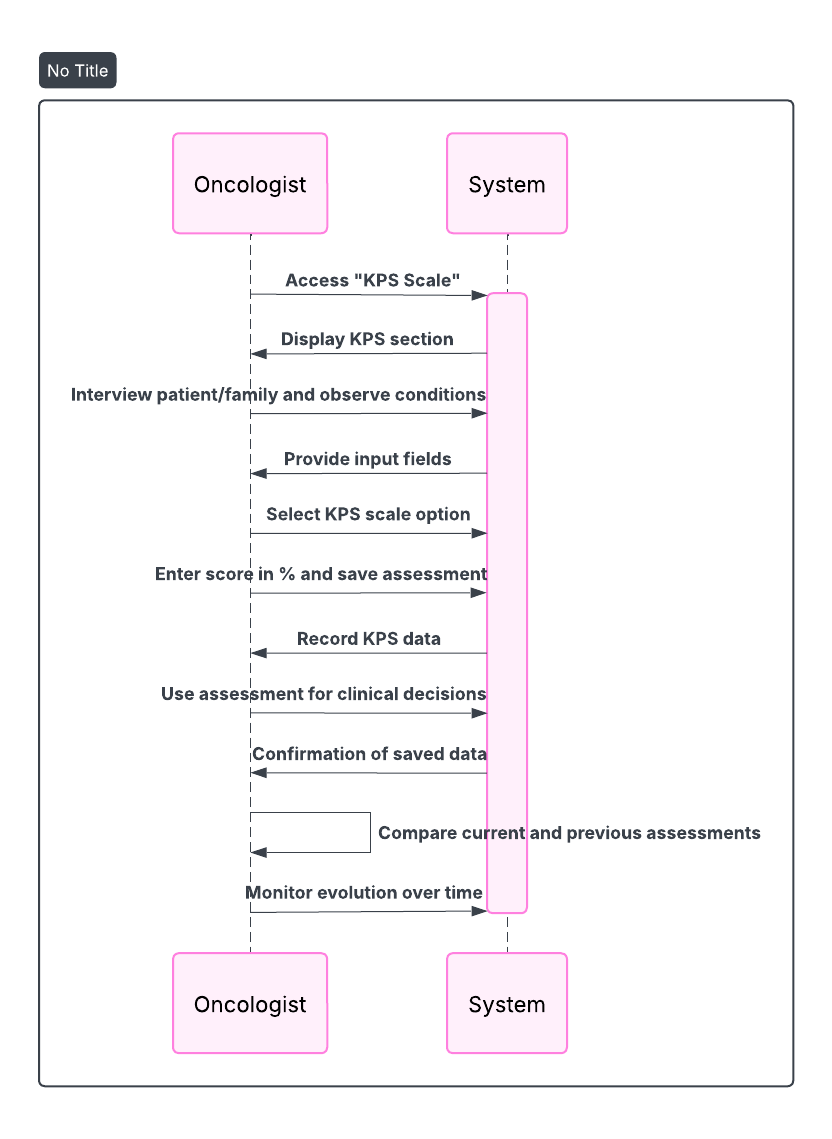 No Title
Oncologist
System
Access "KPS Scale"
Display KPS section
Interview patient/family and observe conditions
Provide input fields
Select KPS scale option
Enter score in % and save assessment
Record KPS data
Use assessment for clinical decisions
Confirmation of saved data
Compare current and previous assessments
Monitor evolution over time
Oncologist
System